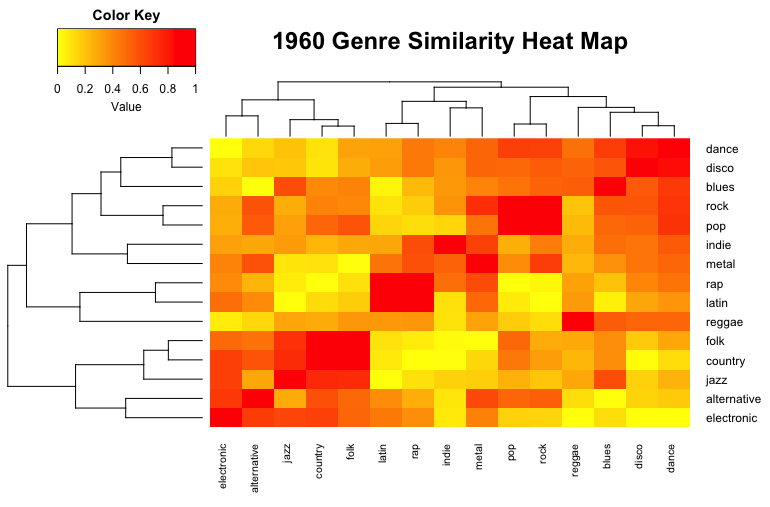 Color Key
1960 Genre Similarity Heat Map
0 0.2 0.4 0.6 0.8 1
Value
dance
disco
blues
rock
pop
indie
metal
rap
latin
reggae
folk
country
jazz
alternative
electronic
electronic
alternative
jazz
country
folk
latin
rap
indie
metal
pop
rock
reggae
blues
disco
dance